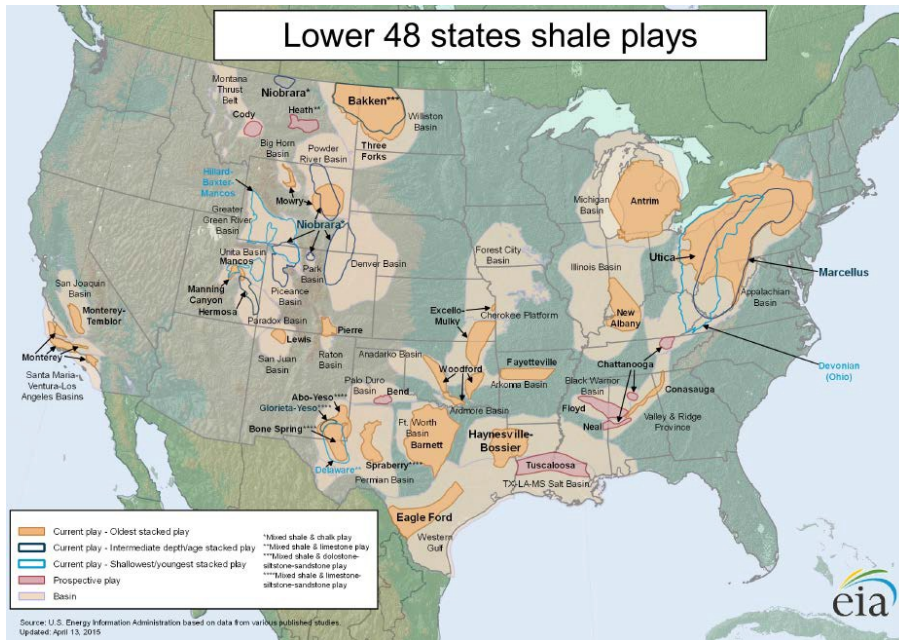 Lower 48 states shale plays
Montana
Thrust
Belt
Niobrara*
Heath**
Cody
Bakken***
Williston
Basin
Big Horn
Basin
Powder
River Basin
Three
Forks
Hillard-
Baxter-
Mancos
Mowry
Greater
Green River
Basin
Niobrara*
Uinta Basin
Mancos
Park
Basin
Denver Basin
Manning
Canyon
Piceance
Basin
Hermosa
Paradox Basin
San Joaquin
Basin
Monterey-
Temblor
Monterey
Santa Maria-
Ventura-Los
Angeles Basins
Lewis
San Juan
Basin
Pierre
Raton
Basin
Michigan
Basin
Antrim
Forest City
Basin
Illinois Basin
Utica
Marcellus
Appalachian
Basin
Excello-
Mulky
Cherokee Platform
New
Albany
Devonian
(Ohio)
Anadarko Basin
Woodford
Fayetteville
Arkoma Basin
Chattanooga
Palo Duro
Basin
Bend
Ardmore Basin
Black Warrior
Basin
Conasauga
Abo-Yeso****
Glorieta-Yeso****
Bone Spring****
Delaware**
Ft. Worth
Basin
Barnett
Floyd
Neal
Valley & Ridge
Province
Haynesville-
Bossier
Spraberry****
Permian Basin
Tuscaloosa
TX-LA-MS Salt Basin
Eagle Ford
Western
Gulf
Current play - Oldest stacked play
Current play - Intermediate depth/age stacked play
Current play - Shallowest/youngest stacked play
Prospective play
Basin
*Mixed shale & chalk play
**Mixed shale & limestone play
***Mixed shale & dolostone-
siltstone-sandstone play
****Mixed shale & limestone-
siltstone-sandstone play
Source: U.S. Energy Information Administration based on data from various published studies.
Updated: April 13, 2015
eia